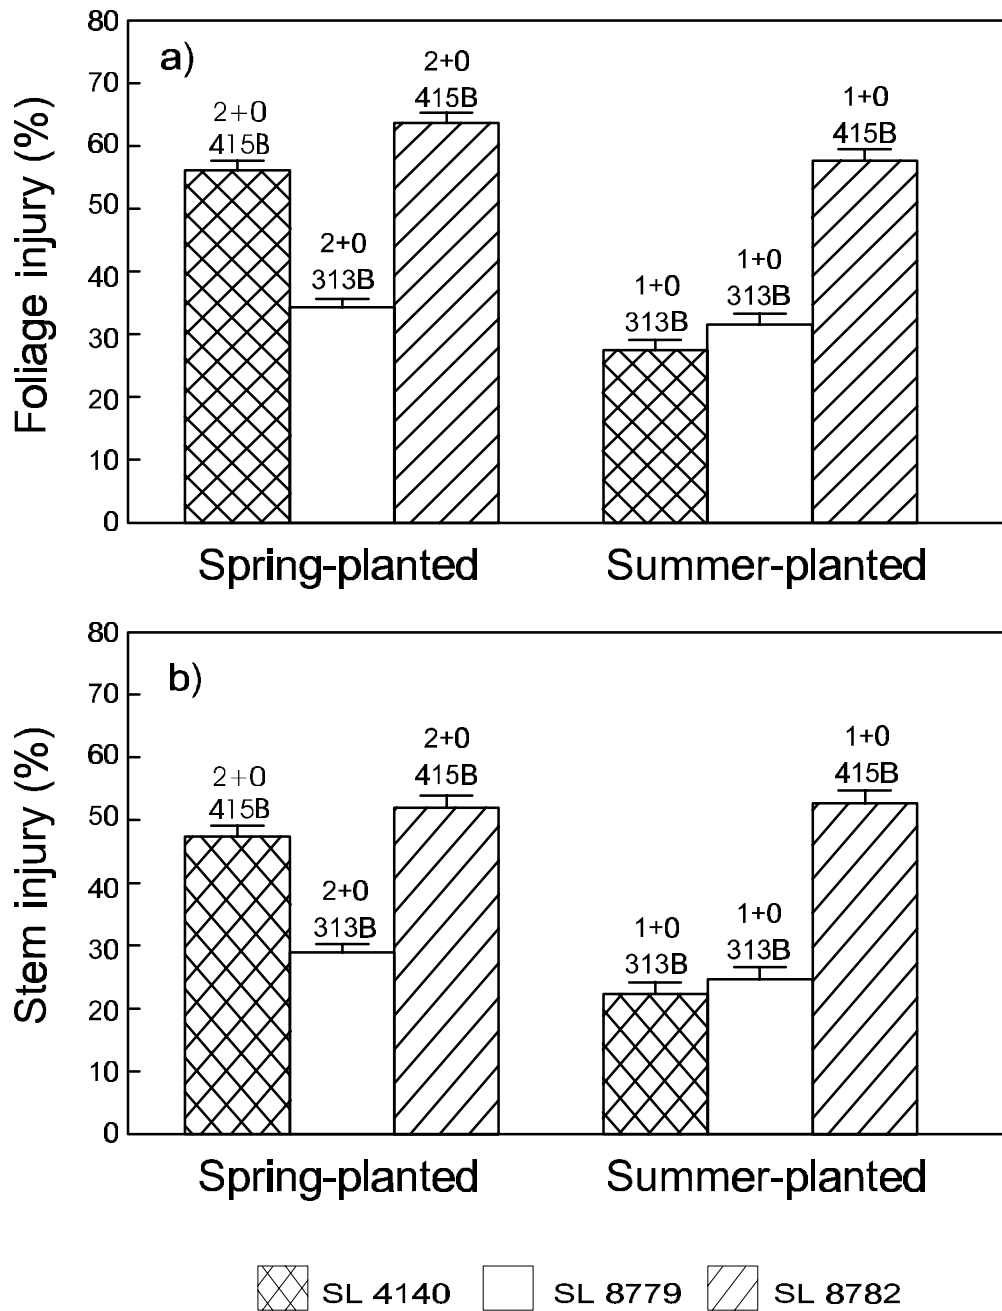 a)
Foliage injury (%)
80
70
60
50
40
30
20
10
0
2+0
415B
2+0
313B
2+0
415B
1+0
313B
1+0
313B
1+0
415B
Spring-planted
Summer-planted
b)
Stem injury (%)
80
70
60
50
40
30
20
10
0
2+0
415B
2+0
313B
2+0
415B
1+0
313B
1+0
313B
1+0
415B
Spring-planted
Summer-planted
SL 4140
SL 8779
SL 8782